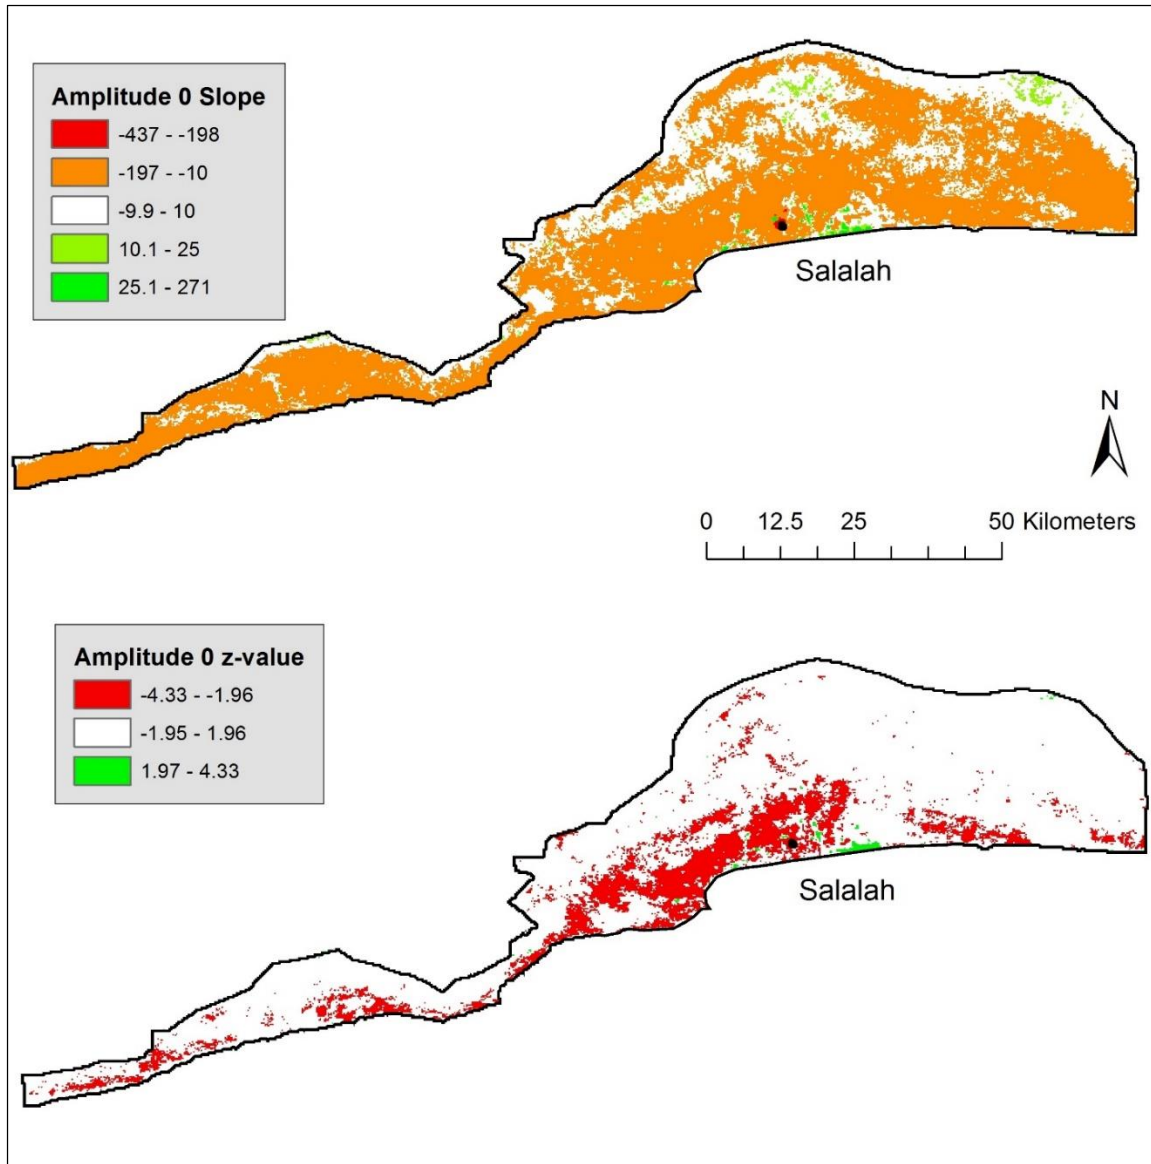 Amplitude 0 Slope
-437 - -198
-197 - -10
-9.9 - 10
10.1 - 25
25.1 - 271
Salalah
N
0 12.5 25 50 Kilometers
Amplitude 0 z-value
-4.33 - -1.96
-1.95 - 1.96
1.97 - 4.33
Salalah